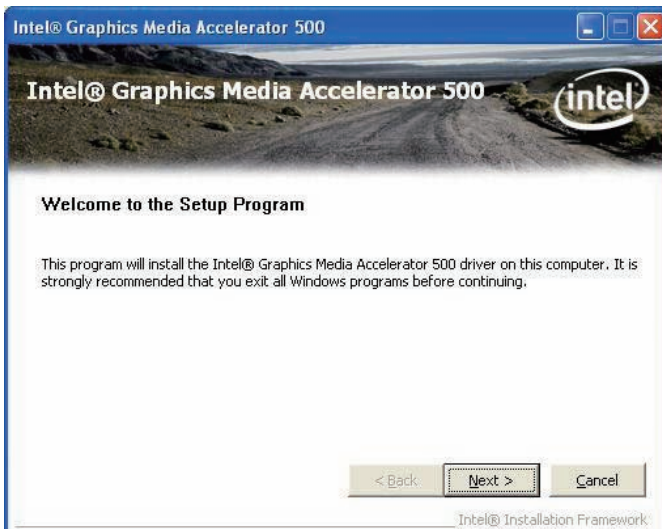 Intel® Graphics Media Accelerator 500
Intel® Graphics Media Accelerator 500
intel
Welcome to the Setup Program
This program will install the Intel® Graphics Media Accelerator 500 driver on this computer. It is
strongly recommended that you exit all Windows programs before continuing.
< Back
Next >
Cancel
Intel® Installation Framework